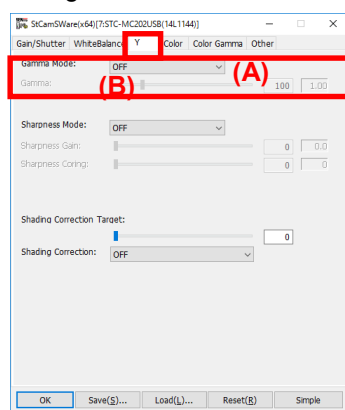 StCamSWare(x64)[7:STC-MC202USB(14L1144)]
Gain/Shutter WhiteBalance Y Color Color Gamma Other
Gamma Mode: OFF (A)
Gamma: (B) 100 1.00
Sharpness Mode: OFF
Sharpness Gain: 0 0.0
Sharpness Coring: 0 0
Shading Correction Target:
0
Shading Correction: OFF
OK Save(S)... Load(L)... Reset(R) Simple